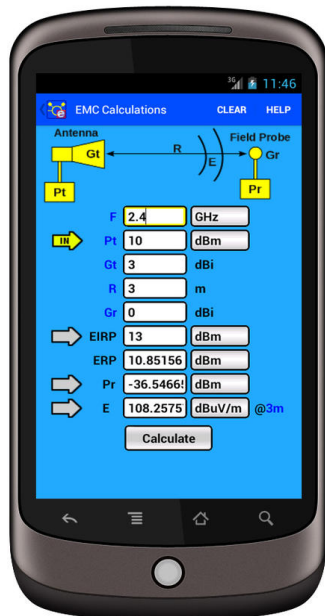 3G 11:46
EMC Calculations CLEAR HELP
Antenna Field Probe
Gt R E Gr
Pt Pr
F 2.4 GHz
IN Pt 10 dBm
Gt 3 dBi
R 3 m
Gr 0 dBi
EIRP 13 dBm
ERP 10.85156 dBm
Pr -36.5466 dBm
E 108.2575 dBuV/m @3m
Calculate